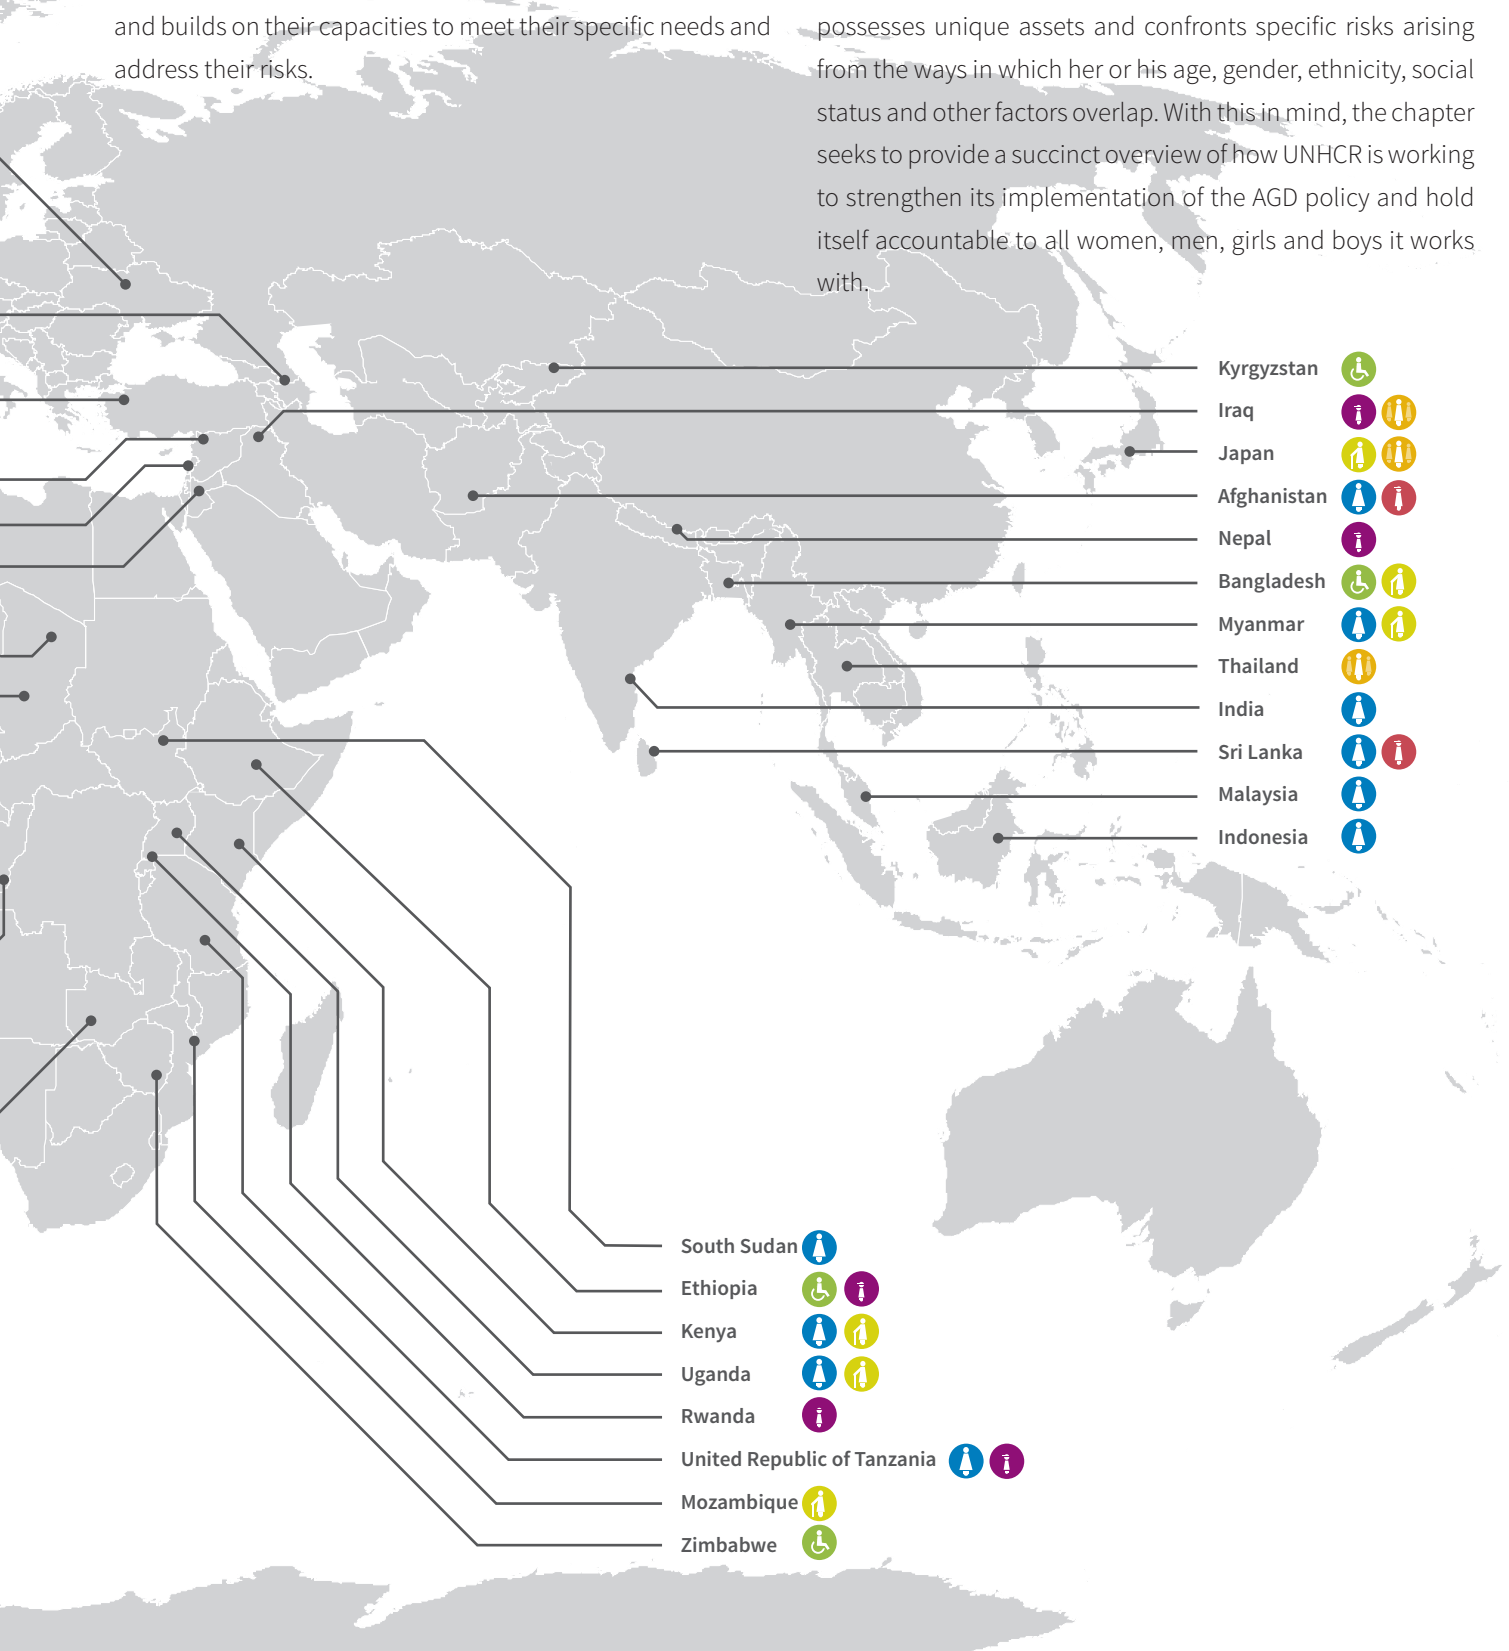 and builds on their capacities to meet their specific needs and
address their risks.
possesses unique assets and confronts specific risks arising
from the ways in which her or his age, gender, ethnicity, social
status and other factors overlap. With this in mind, the chapter
seeks to provide a succinct overview of how UNHCR is working
to strengthen its implementation of the AGD policy and hold
itself accountable to all women, men, girls and boys it works
with.
Kyrgyzstan
Iraq
Japan
Afghanistan
Nepal
Bangladesh
Myanmar
Thailand
India
Sri Lanka
Malaysia
Indonesia
South Sudan
Ethiopia
Kenya
Uganda
Rwanda
United Republic of Tanzania
Mozambique
Zimbabwe